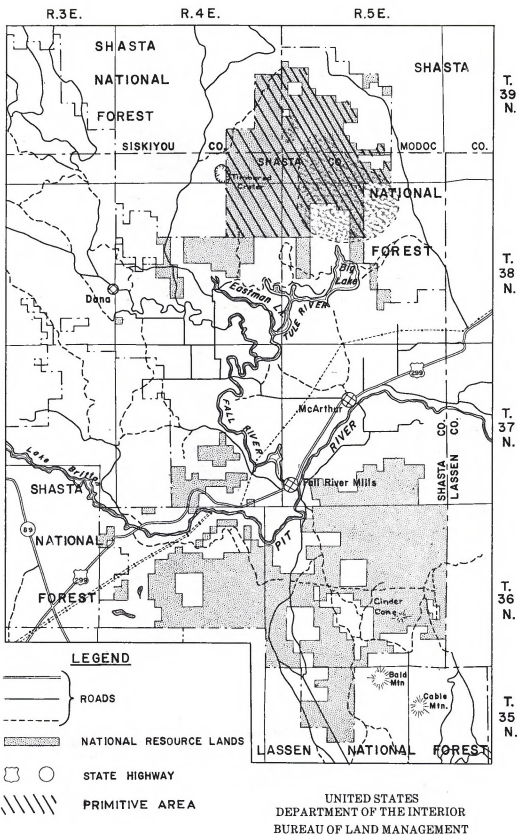 R.3E. R.4E. R.5E.
SHASTA
NATIONAL
FOREST
SHASTA
T.
39
N.
SISKIYOU CO. MODOC CO.
SHASTA CO.
Timbered
Crater
NATIONAL
FOREST
T.
38
N.
Big
Lake
Eastman L.
TULE RIVER
Dana
299
McArthur
FALL RIVER
RIVER
CO.
CO.
SHASTA
LASSEN
T.
37
N.
Lake Britton
SHASTA
Fall River Mills
PIT
89
NATIONAL
299
FOREST
Cinder
Cone
T.
36
N.
Bald
Mtn
Cable
Mtn.
T.
35
N.
LASSEN NATIONAL FOREST
LEGEND
ROADS
NATIONAL RESOURCE LANDS
STATE HIGHWAY
PRIMITIVE AREA
UNITED STATES
DEPARTMENT OF THE INTERIOR
BUREAU OF LAND MANAGEMENT